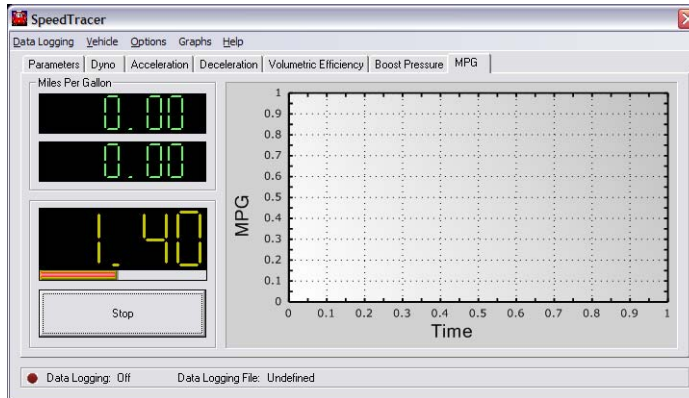 SpeedTracer
Data Logging Vehicle Options Graphs Help
Parameters Dyno Acceleration Deceleration Volumetric Efficiency Boost Pressure MPG
Miles Per Gallon
0.00
0.00
1.40
Stop
MPG
1
0.9
0.8
0.7
0.6
0.5
0.4
0.3
0.2
0.1
0
0 0.1 0.2 0.3 0.4 0.5 0.6 0.7 0.8 0.9 1
Time
Data Logging: Off Data Logging File: Undefined